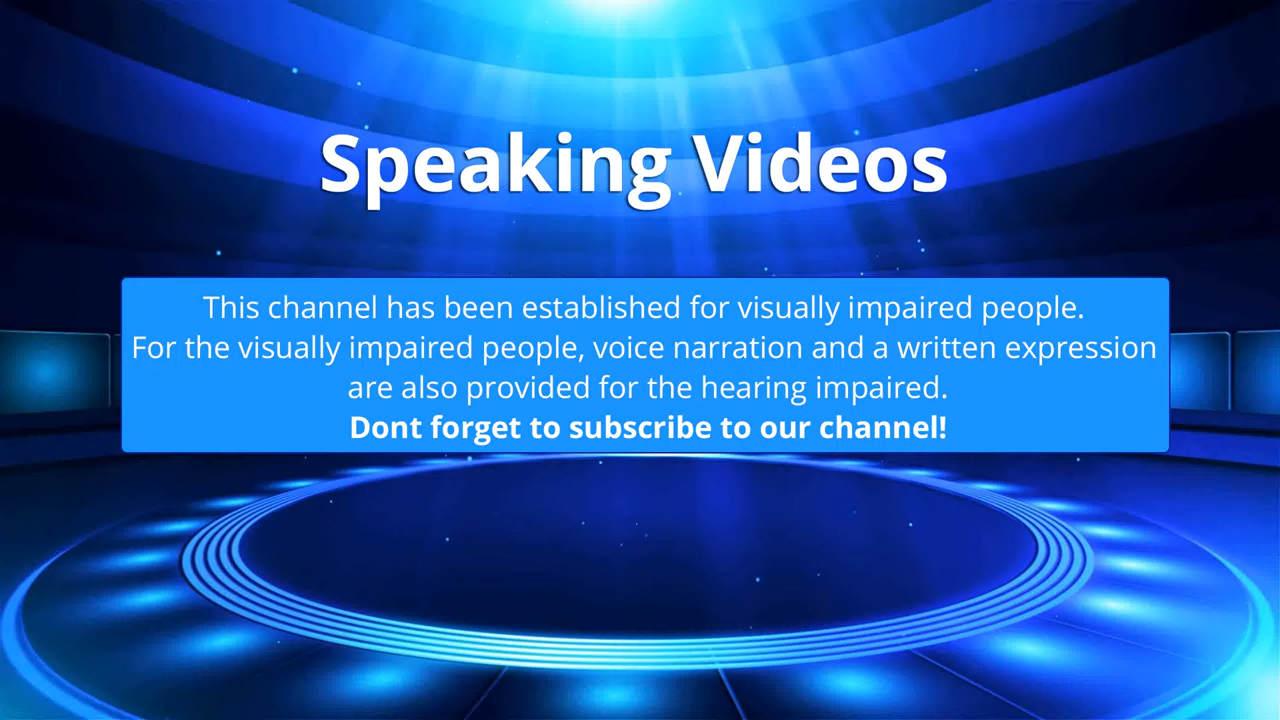 Speaking Videos
This channel has been established for visually impaired people.
For the visually impaired people, voice narration and a written expression
are also provided for the hearing impaired.
Dont forget to subscribe to our channel!